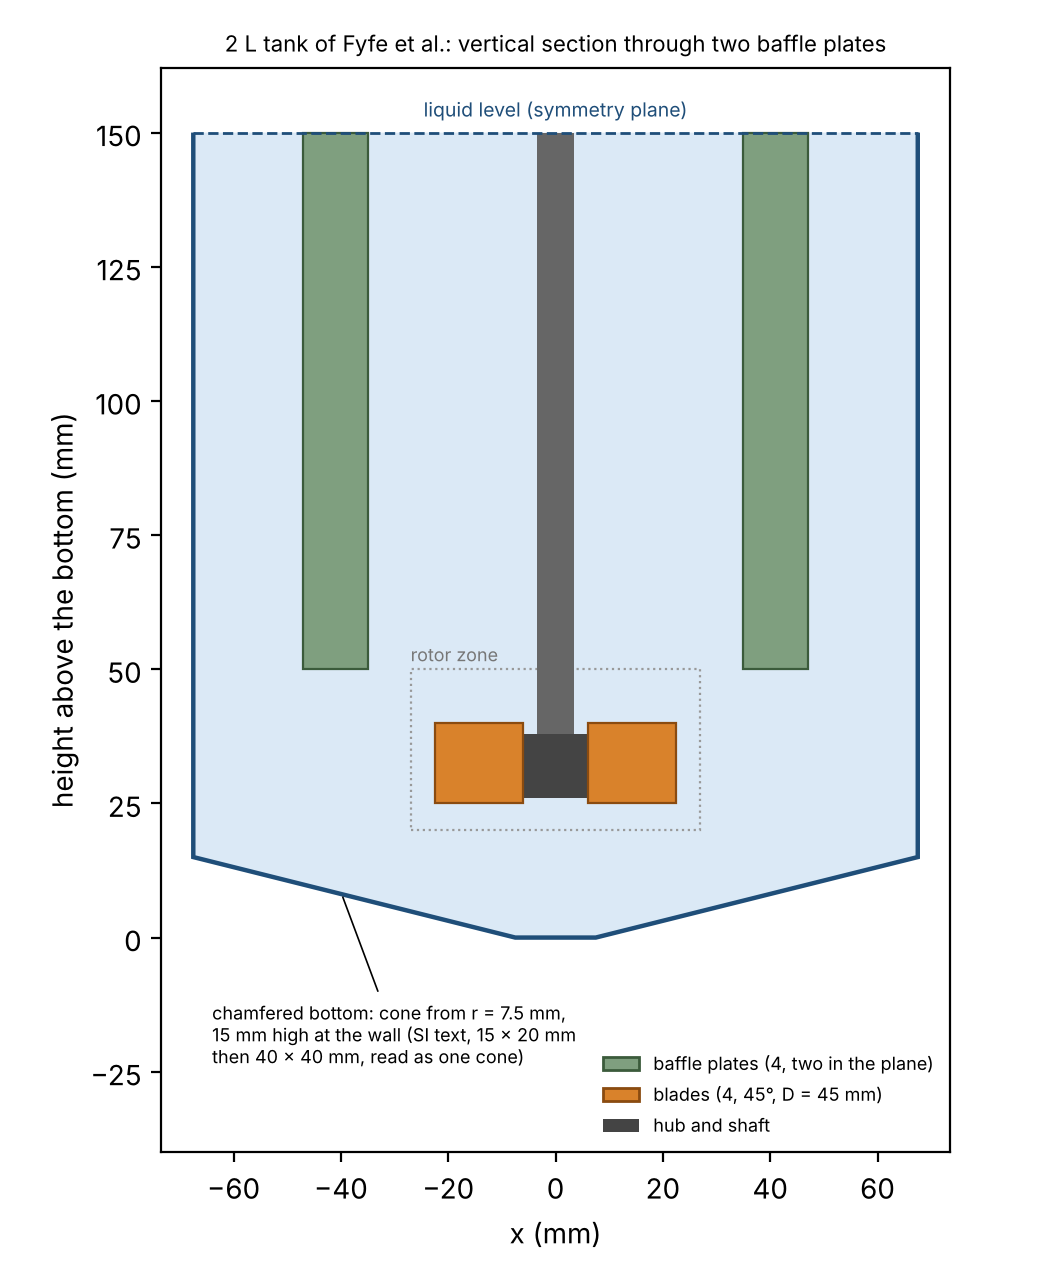 2 L tank of Fyfe et al.: vertical section through two baffle plates
liquid level (symmetry plane)
150
125
100
75
50
25
0
−25
height above the bottom (mm)
rotor zone
chamfered bottom: cone from r = 7.5 mm,
15 mm high at the wall (SI text, 15 × 20 mm
then 40 × 40 mm, read as one cone)
baffle plates (4, two in the plane)
blades (4, 45°, D = 45 mm)
hub and shaft
−60
−40
−20
0
20
40
60
x (mm)